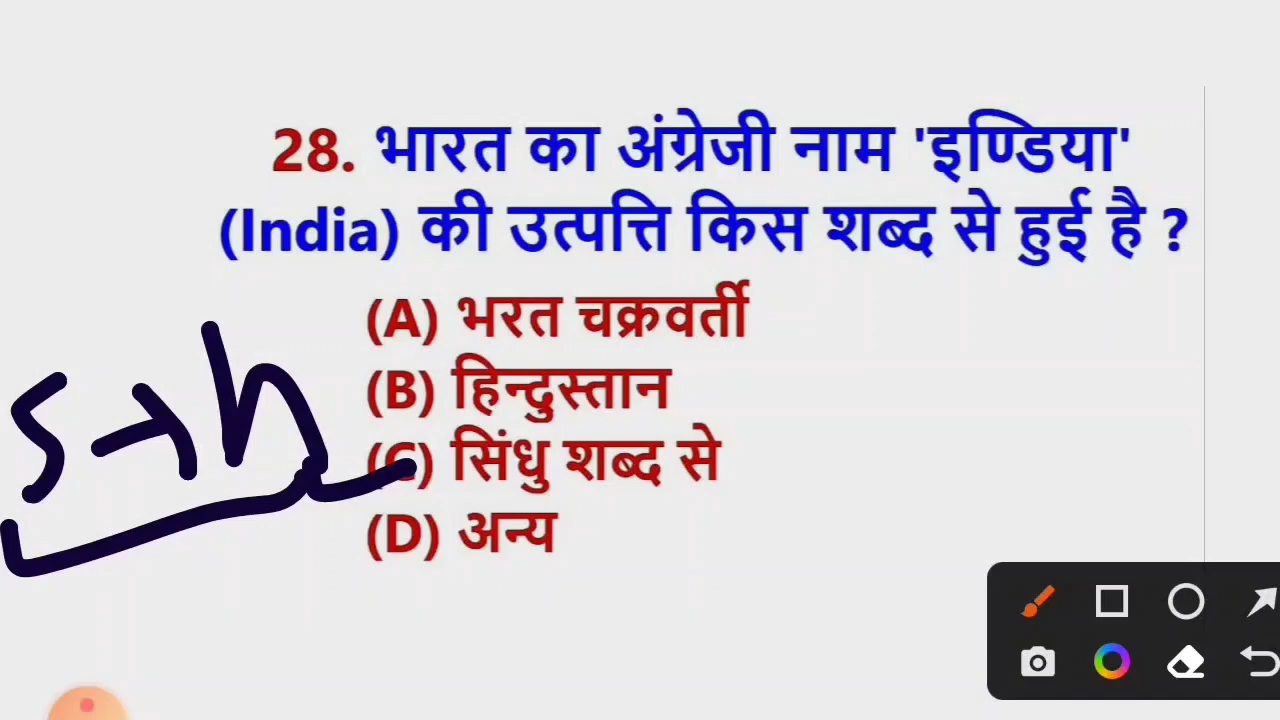 28. भारत का अंग्रेजी नाम 'इण्डिया'
(India) की उत्पत्ति किस शब्द से हुई है ?
(A) भरत चक्रवर्ती
(B) हिन्दुस्तान
(C) सिंधु शब्द से
(D) अन्य
S → h